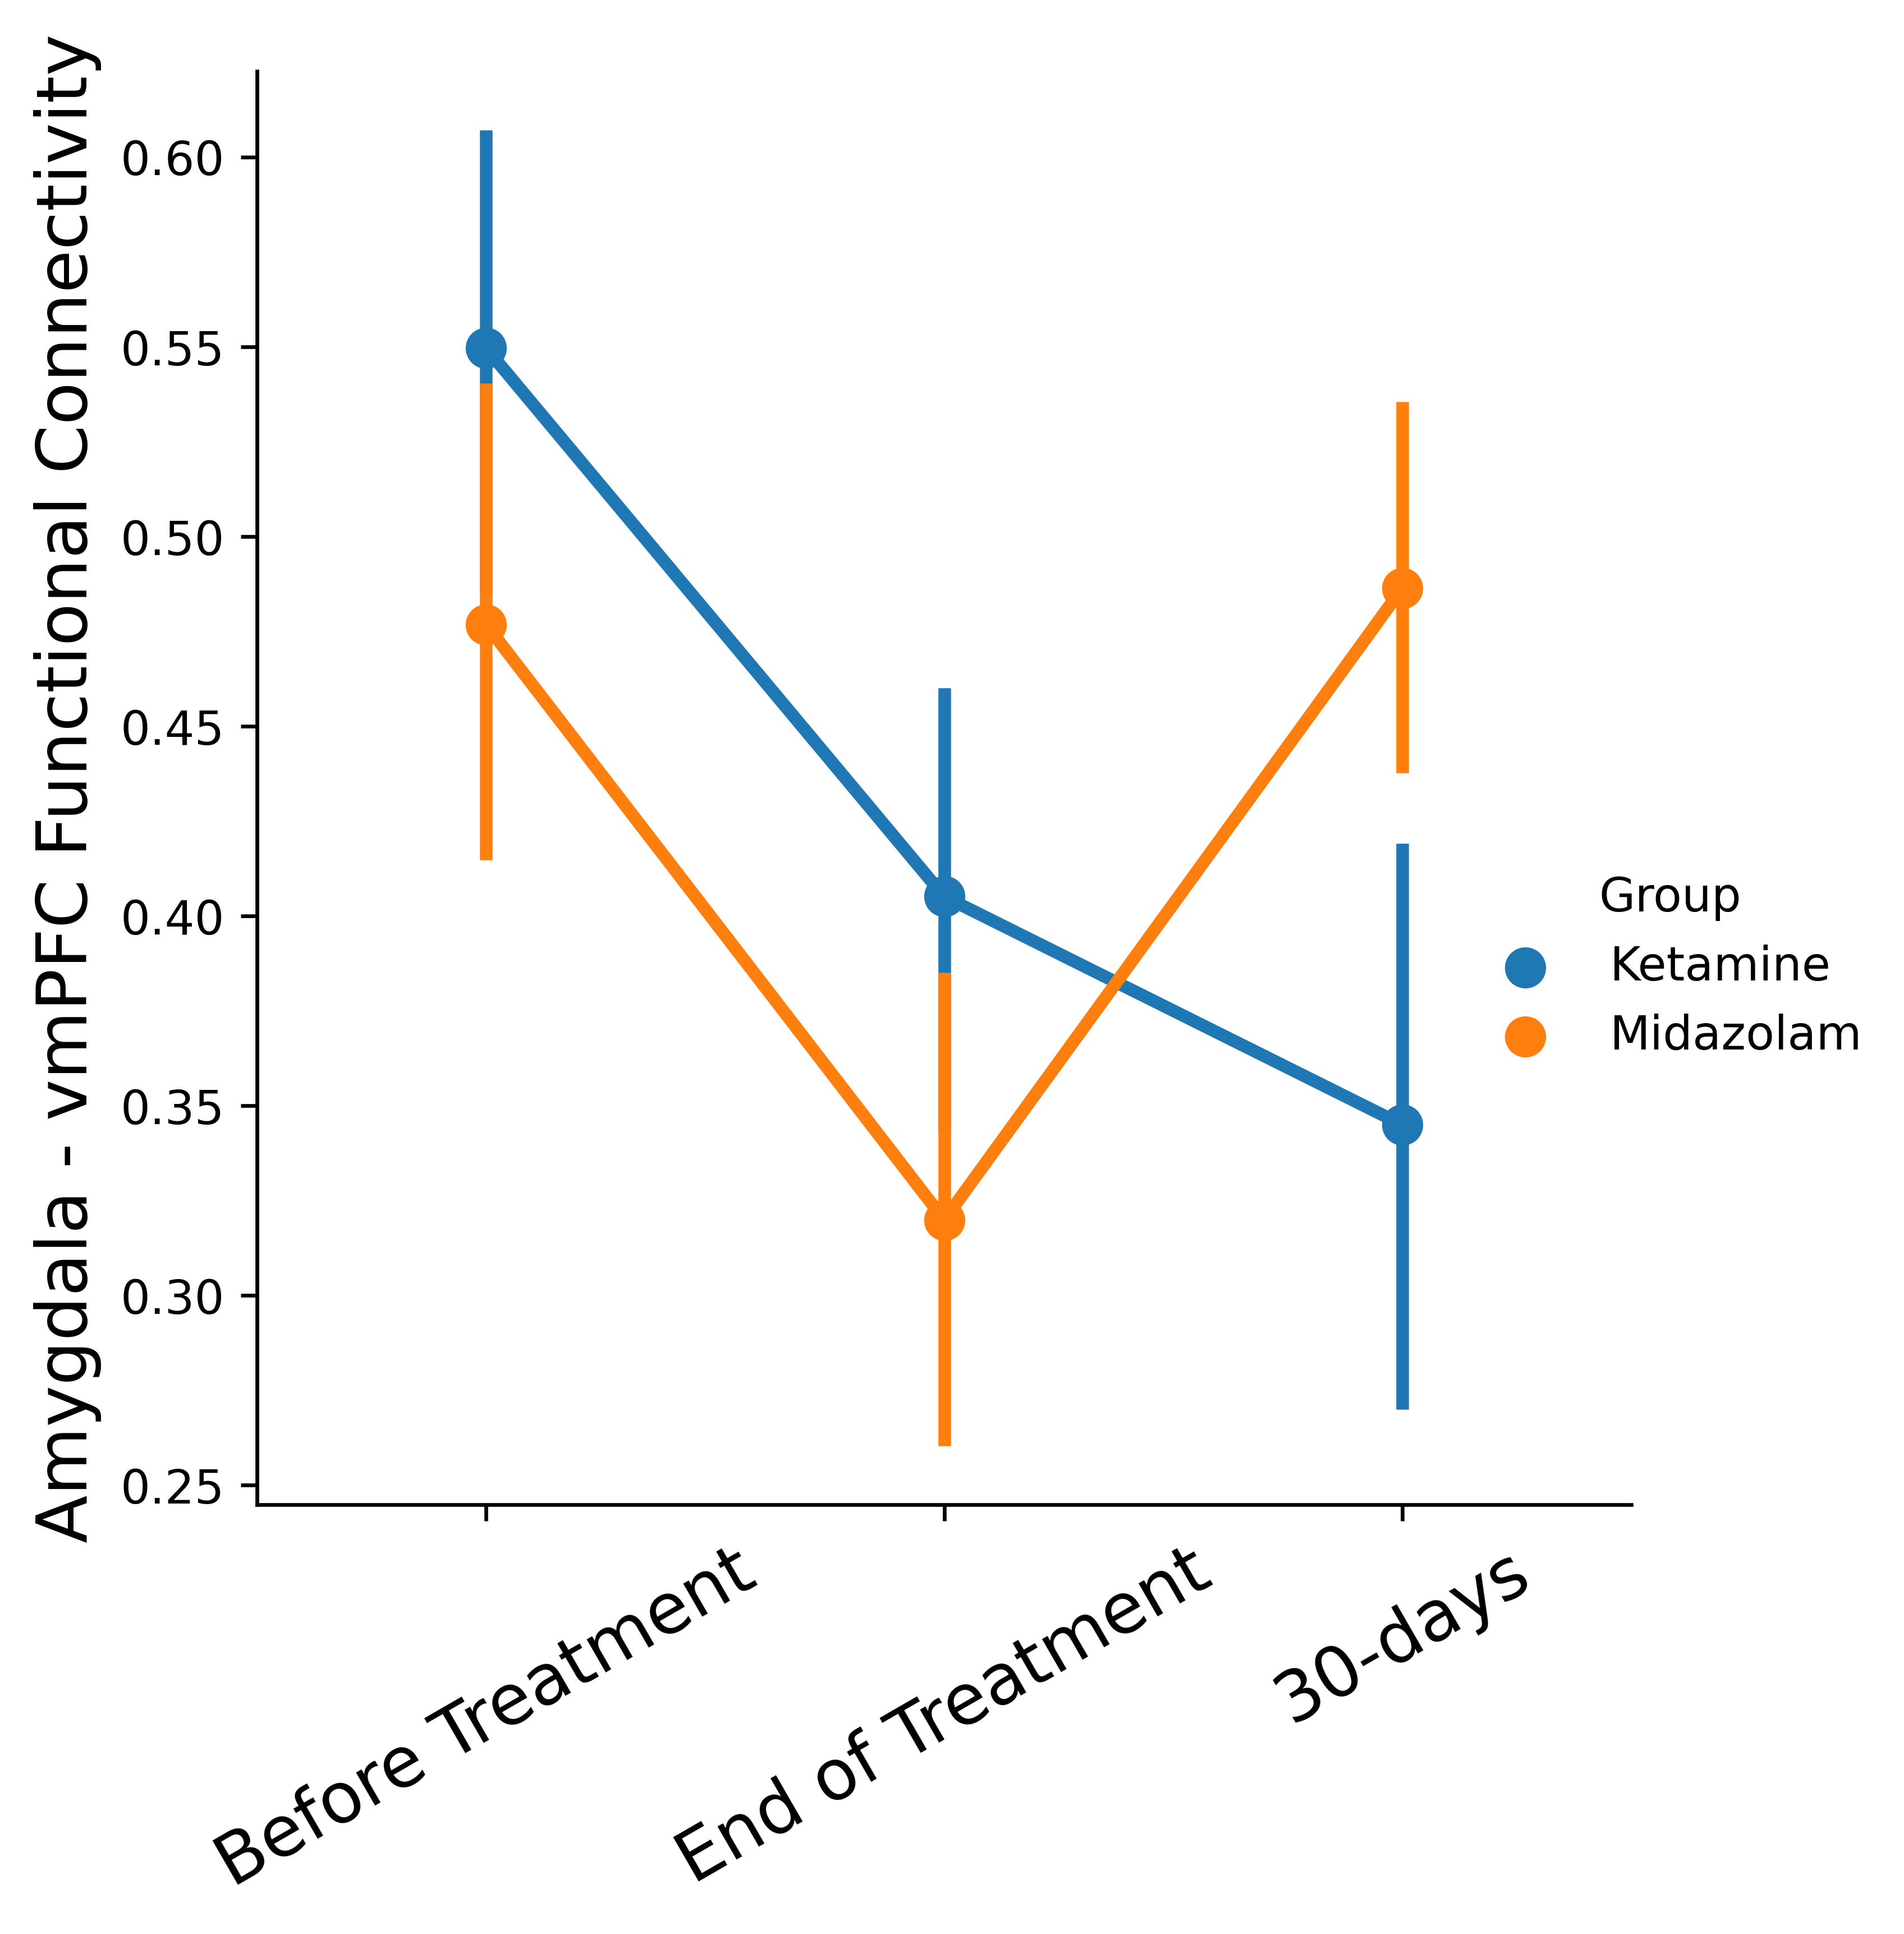 Amygdala - vmPFC Functional Connectivity
0.60
0.55
0.50
0.45
0.40
0.35
0.30
0.25
Before Treatment
End of Treatment
30-days
Group
Ketamine
Midazolam